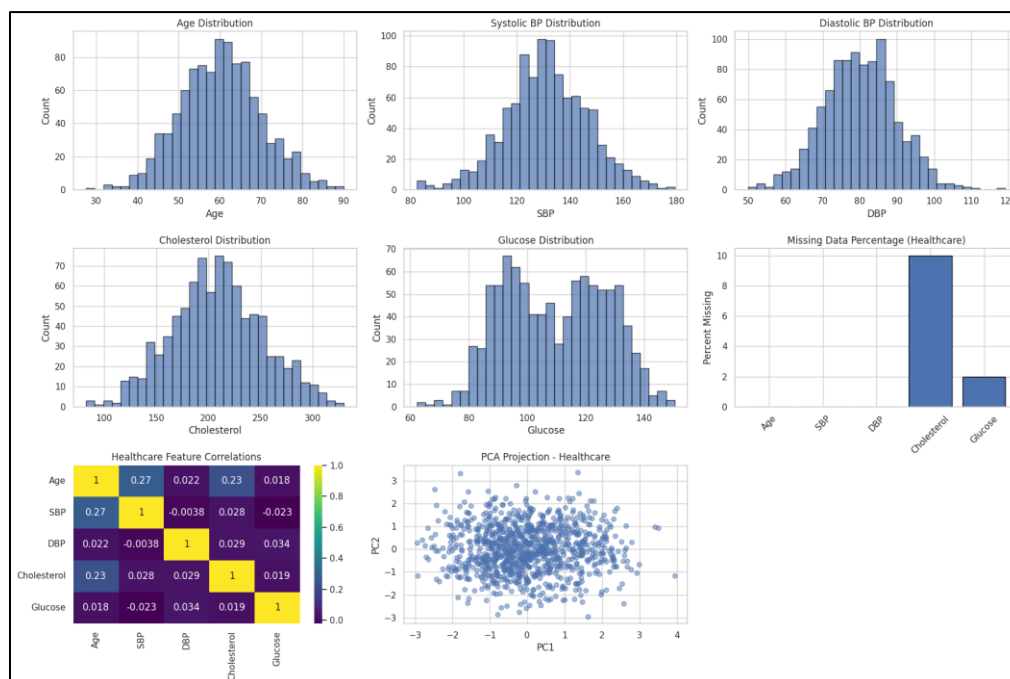 Age Distribution
Count
80
60
40
20
0
30 40 50 60 70 80 90
Age
Systolic BP Distribution
Count
100
80
60
40
20
0
80 100 120 140 160 180
SBP
Diastolic BP Distribution
Count
100
80
60
40
20
0
50 60 70 80 90 100 110
DBP
Cholesterol Distribution
Count
70
60
50
40
30
20
10
0
100 150 200 250 300
Cholesterol
Glucose Distribution
Count
70
60
50
40
30
20
10
0
60 80 100 120 140
Glucose
Missing Data Percentage (Healthcare)
Percent Missing
10
8
6
4
2
0
Age SBP DBP Cholesterol Glucose
Healthcare Feature Correlations
Age 1 0.27 0.022 0.23 0.018
SBP 0.27 1 -0.0038 0.028 -0.023
DBP 0.022 -0.0038 1 0.029 0.034
Cholesterol 0.23 0.028 0.029 1 0.019
Glucose 0.018 -0.023 0.034 0.019 1
Age SBP DBP Cholesterol Glucose
1.0
0.8
0.6
0.4
0.2
0.0
PCA Projection - Healthcare
PC2
3
2
1
0
-1
-2
-3
-3 -2 -1 0 1 2 3 4
PC1